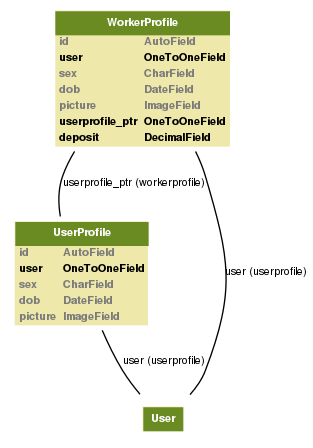 WorkerProfile
id AutoField
user OneToOneField
sex CharField
dob DateField
picture ImageField
userprofile_ptr OneToOneField
deposit DecimalField
userprofile_ptr (workerprofile)
UserProfile
id AutoField
user OneToOneField
sex CharField
dob DateField
picture ImageField
user (userprofile)
user (userprofile)
User